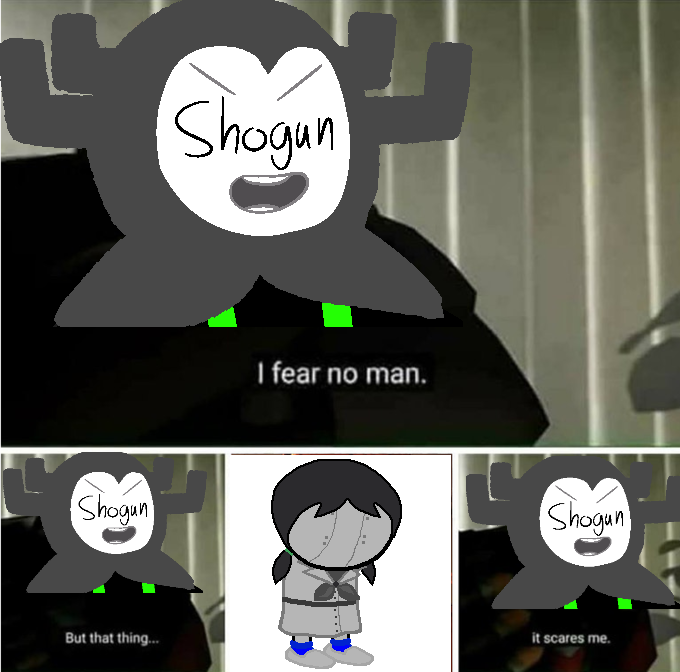 Shogun
I fear no man.
Shogun
But that thing...
Shogun
it scares me.